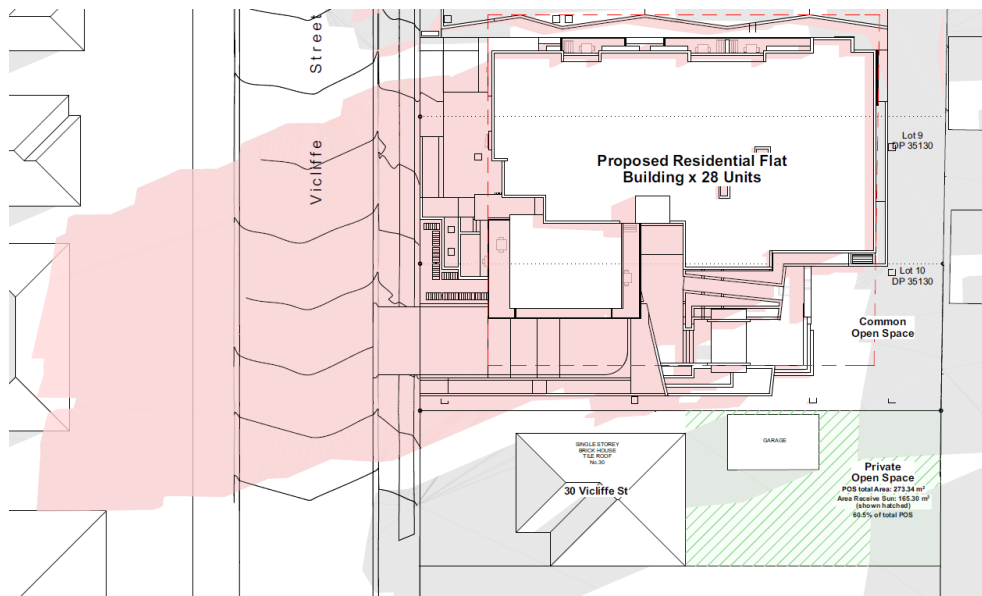 Vicliffe Street
Proposed Residential Flat
Building x 28 Units
Lot 9
DP 35130
Lot 10
DP 35130
Common
Open Space
SINGLE STOREY
BRICK HOUSE
TILE ROOF
No.30
30 Vicliffe St
GARAGE
Private
Open Space
POS total Area: 273.34 m²
Area Receive Sun: 165.30 m²
(shown hatched)
60.5% of total POS